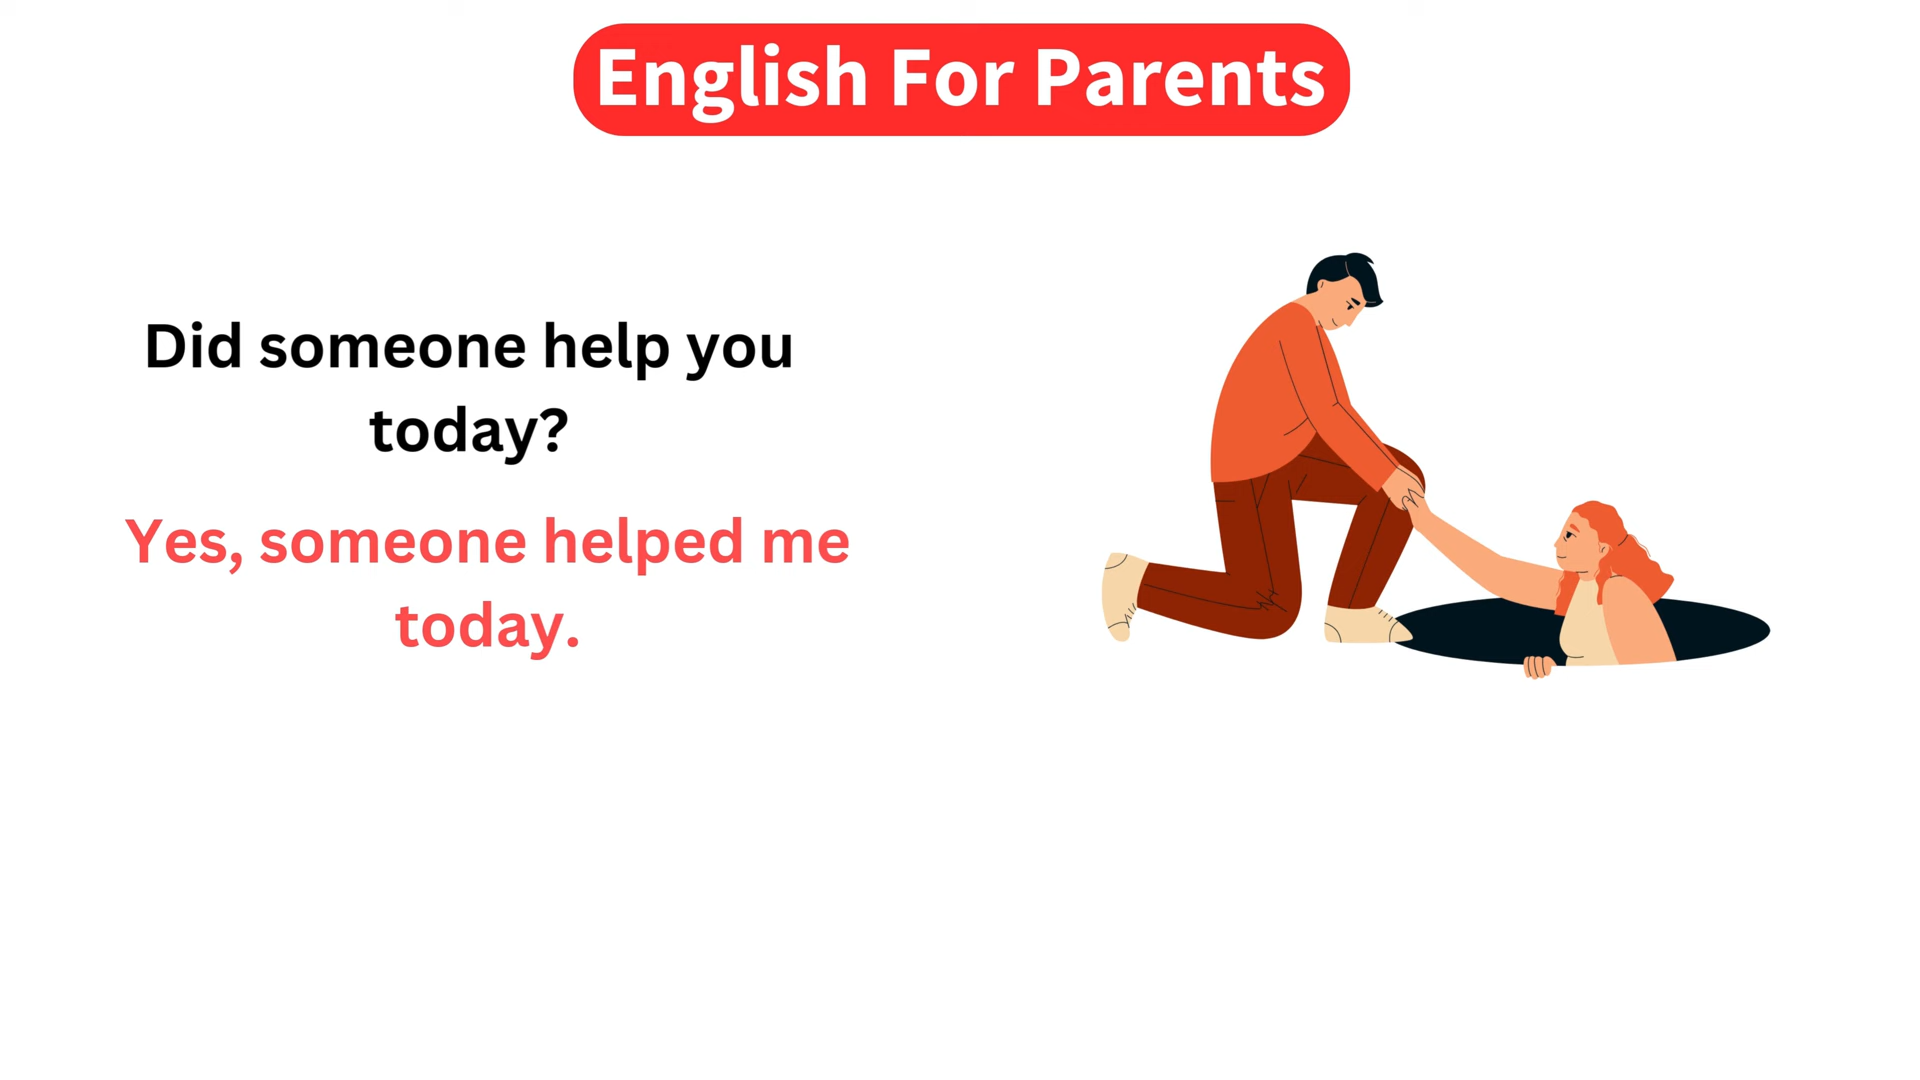 English For Parents
Did someone help you
today?
Yes, someone helped me
today.